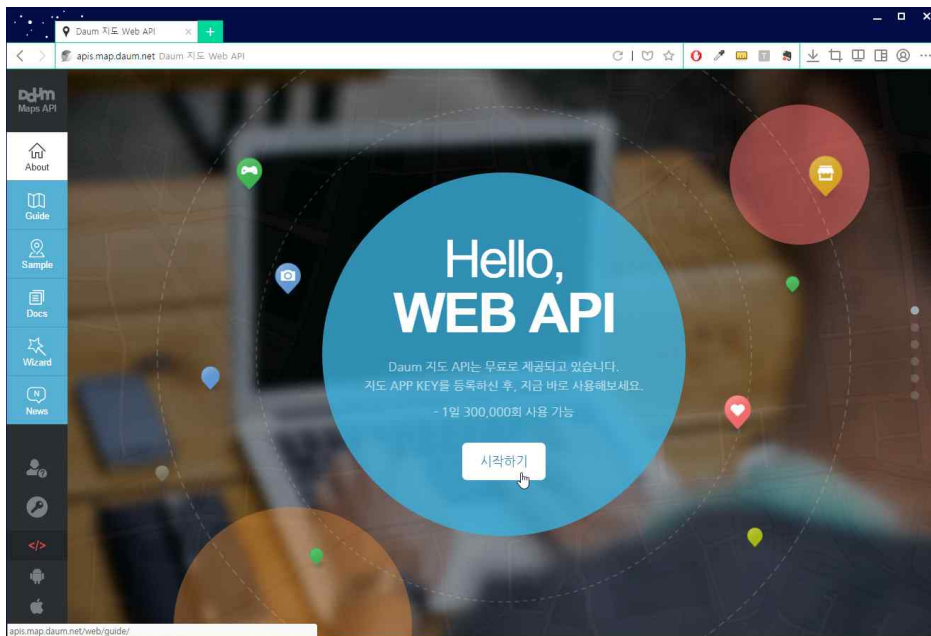 Daum 지도 Web API
apis.map.daum.net Daum 지도 Web API
Daum
Maps API
About
Guide
Sample
Docs
Wizard
N
News
</>
Hello,
WEB API
Daum 지도 API는 무료로 제공되고 있습니다.
지도 APP KEY를 등록하신 후, 지금 바로 사용해보세요.
- 1일 300,000회 사용 가능
시작하기
apis.map.daum.net/web/guide/